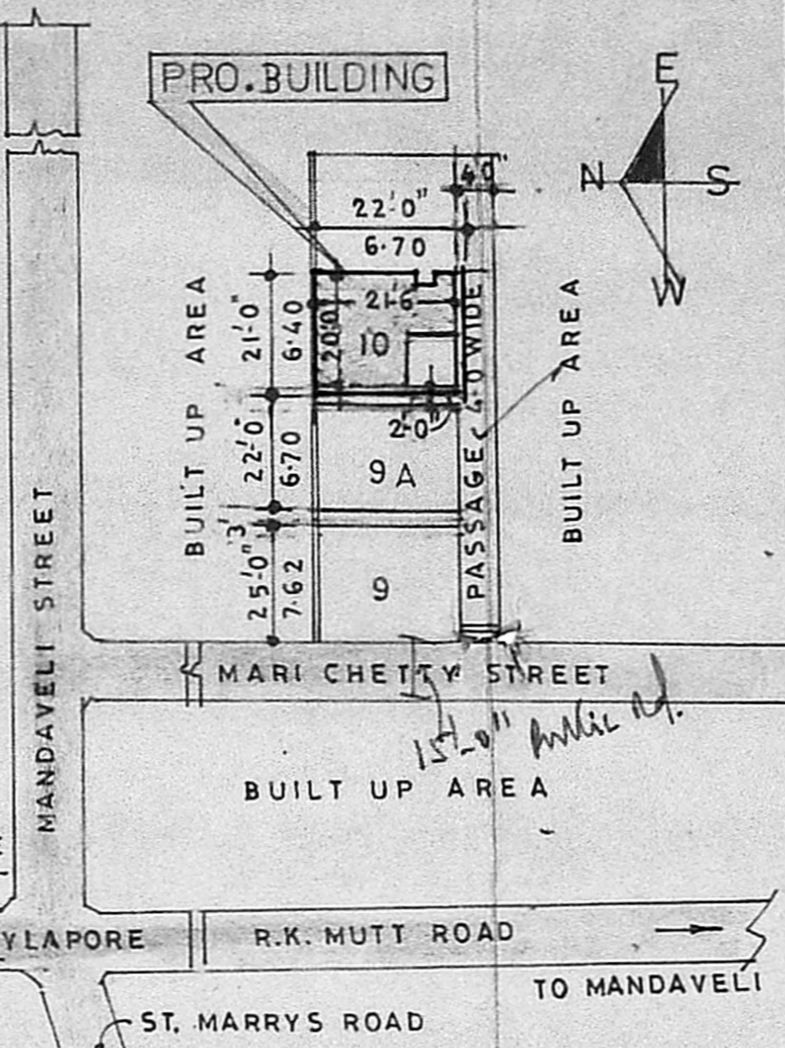 PRO.BUILDING
E
N S
W
4'0"
22'-0"
6.70
BUILT UP AREA
21'-0"
6.40
20'0"
21'-6
10
PASSAGE 4'-0 WIDE
BUILT UP AREA
2'-0"
22'-0"
6.70
9A
3'
25'-0"
7.62
9
MANDAVELI STREET
MARI CHETTY STREET
15'-0" Public Rd.
BUILT UP AREA
YLAPORE
R.K. MUTT ROAD
TO MANDAVELI
ST. MARRYS ROAD